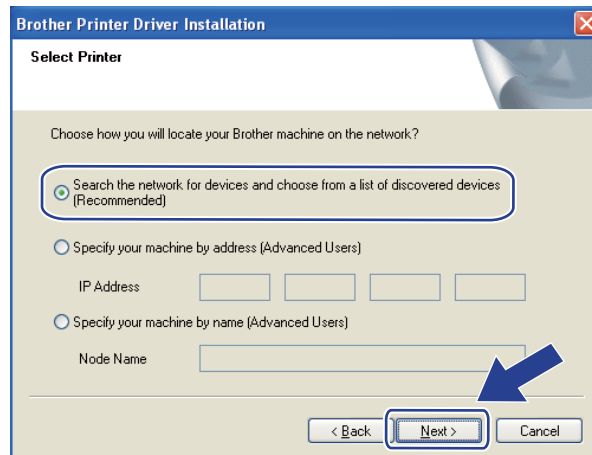 Brother Printer Driver Installation
Select Printer
Choose how you will locate your Brother machine on the network?
Search the network for devices and choose from a list of discovered devices
(Recommended)
Specify your machine by address (Advanced Users)
IP Address
Specify your machine by name (Advanced Users)
Node Name
< Back Next > Cancel